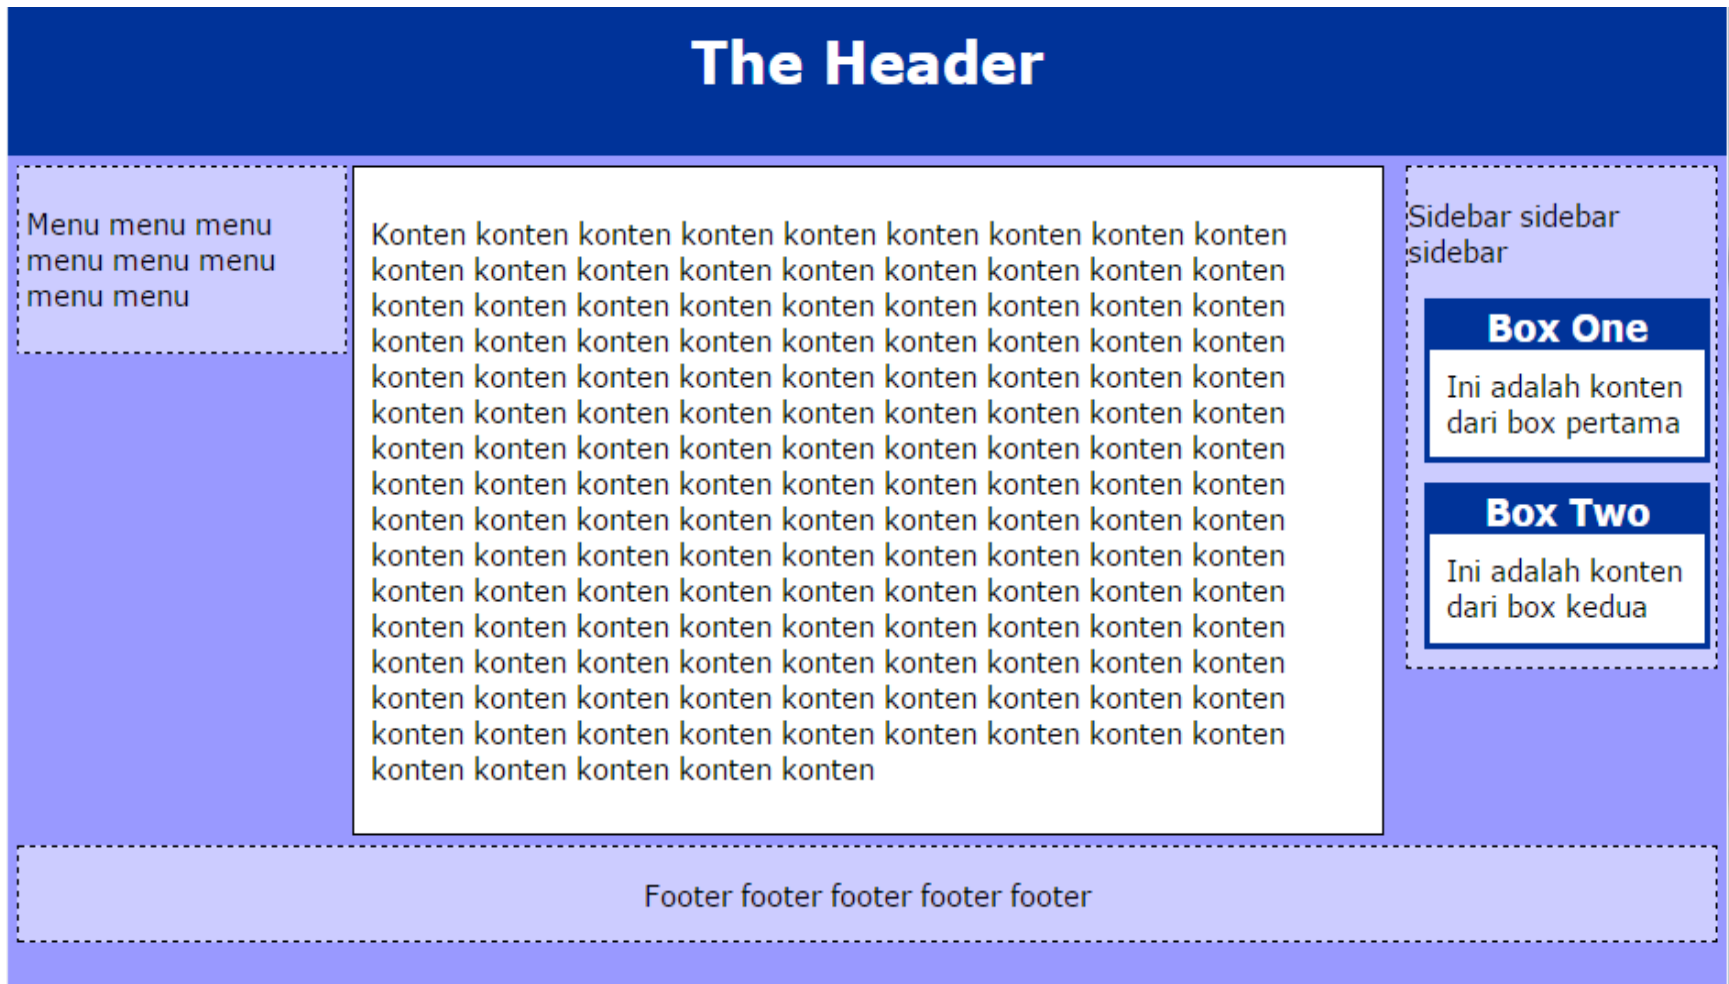 The Header
Menu menu menu
menu menu menu
menu menu
Konten konten konten konten konten konten konten konten konten
konten konten konten konten konten konten konten konten konten
konten konten konten konten konten konten konten konten konten
konten konten konten konten konten konten konten konten konten
konten konten konten konten konten konten konten konten konten
konten konten konten konten konten konten konten konten konten
konten konten konten konten konten konten konten konten konten
konten konten konten konten konten konten konten konten konten
konten konten konten konten konten konten konten konten konten
konten konten konten konten konten konten konten konten konten
konten konten konten konten konten konten konten konten konten
konten konten konten konten konten konten konten konten konten
konten konten konten konten konten konten konten konten konten
konten konten konten konten konten konten konten konten konten
konten konten konten konten konten konten konten konten konten
konten konten konten konten konten
Sidebar sidebar
sidebar
Box One
Ini adalah konten
dari box pertama
Box Two
Ini adalah konten
dari box kedua
Footer footer footer footer footer